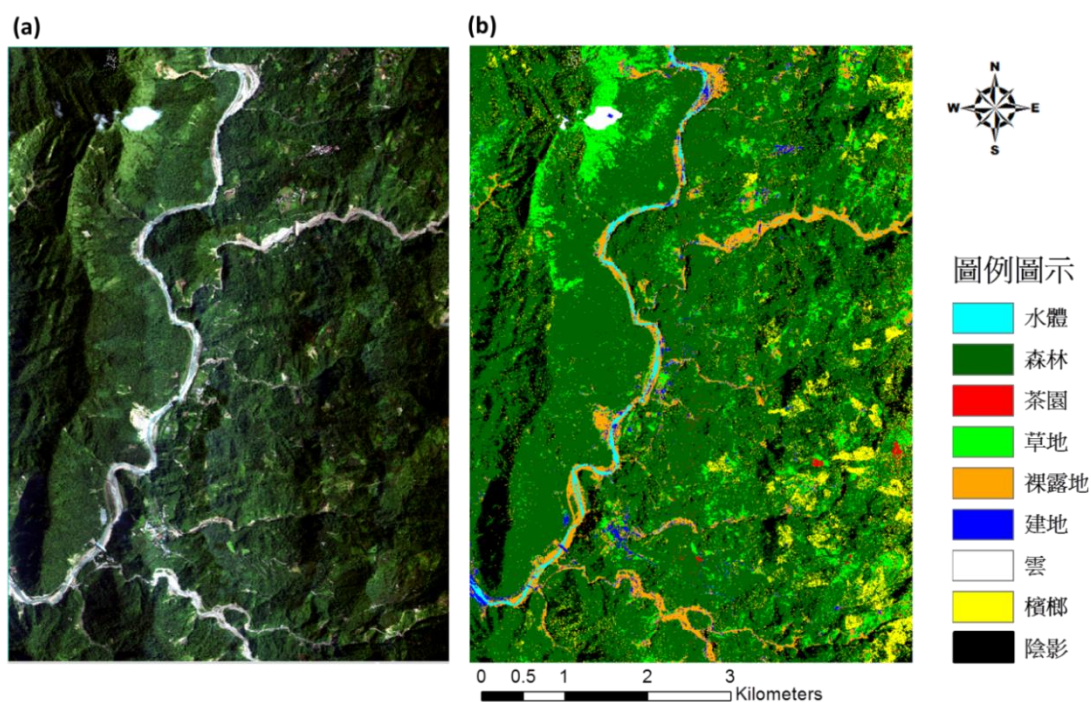 (a)
(b)
N
W E
S
圖例圖示
水體
森林
茶園
草地
裸露地
建地
雲
檳榔
陰影
0 0.5 1 2 3
Kilometers